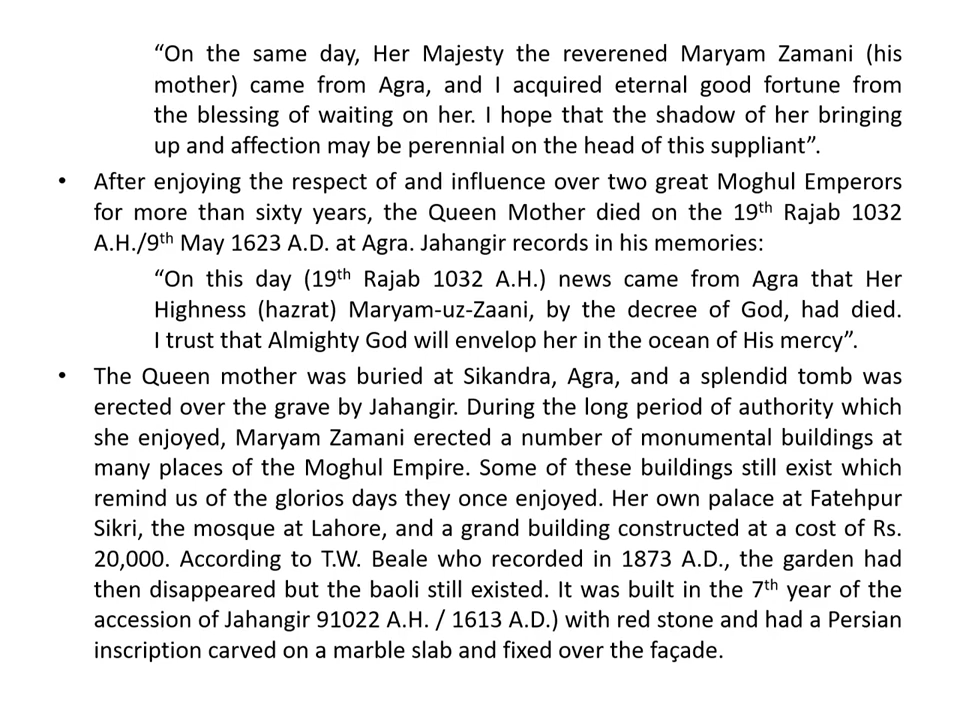 “On the same day, Her Majesty the reverened Maryam Zamani (his
mother) came from Agra, and I acquired eternal good fortune from
the blessing of waiting on her. I hope that the shadow of her bringing
up and affection may be perennial on the head of this suppliant”.
• After enjoying the respect of and influence over two great Moghul Emperors
for more than sixty years, the Queen Mother died on the 19th Rajab 1032
A.H./9th May 1623 A.D. at Agra. Jahangir records in his memories:
“On this day (19th Rajab 1032 A.H.) news came from Agra that Her
Highness (hazrat) Maryam-uz-Zaani, by the decree of God, had died.
I trust that Almighty God will envelop her in the ocean of His mercy”.
• The Queen mother was buried at Sikandra, Agra, and a splendid tomb was
erected over the grave by Jahangir. During the long period of authority which
she enjoyed, Maryam Zamani erected a number of monumental buildings at
many places of the Moghul Empire. Some of these buildings still exist which
remind us of the glorios days they once enjoyed. Her own palace at Fatehpur
Sikri, the mosque at Lahore, and a grand building constructed at a cost of Rs.
20,000. According to T.W. Beale who recorded in 1873 A.D., the garden had
then disappeared but the baoli still existed. It was built in the 7th year of the
accession of Jahangir 91022 A.H. / 1613 A.D.) with red stone and had a Persian
inscription carved on a marble slab and fixed over the façade.